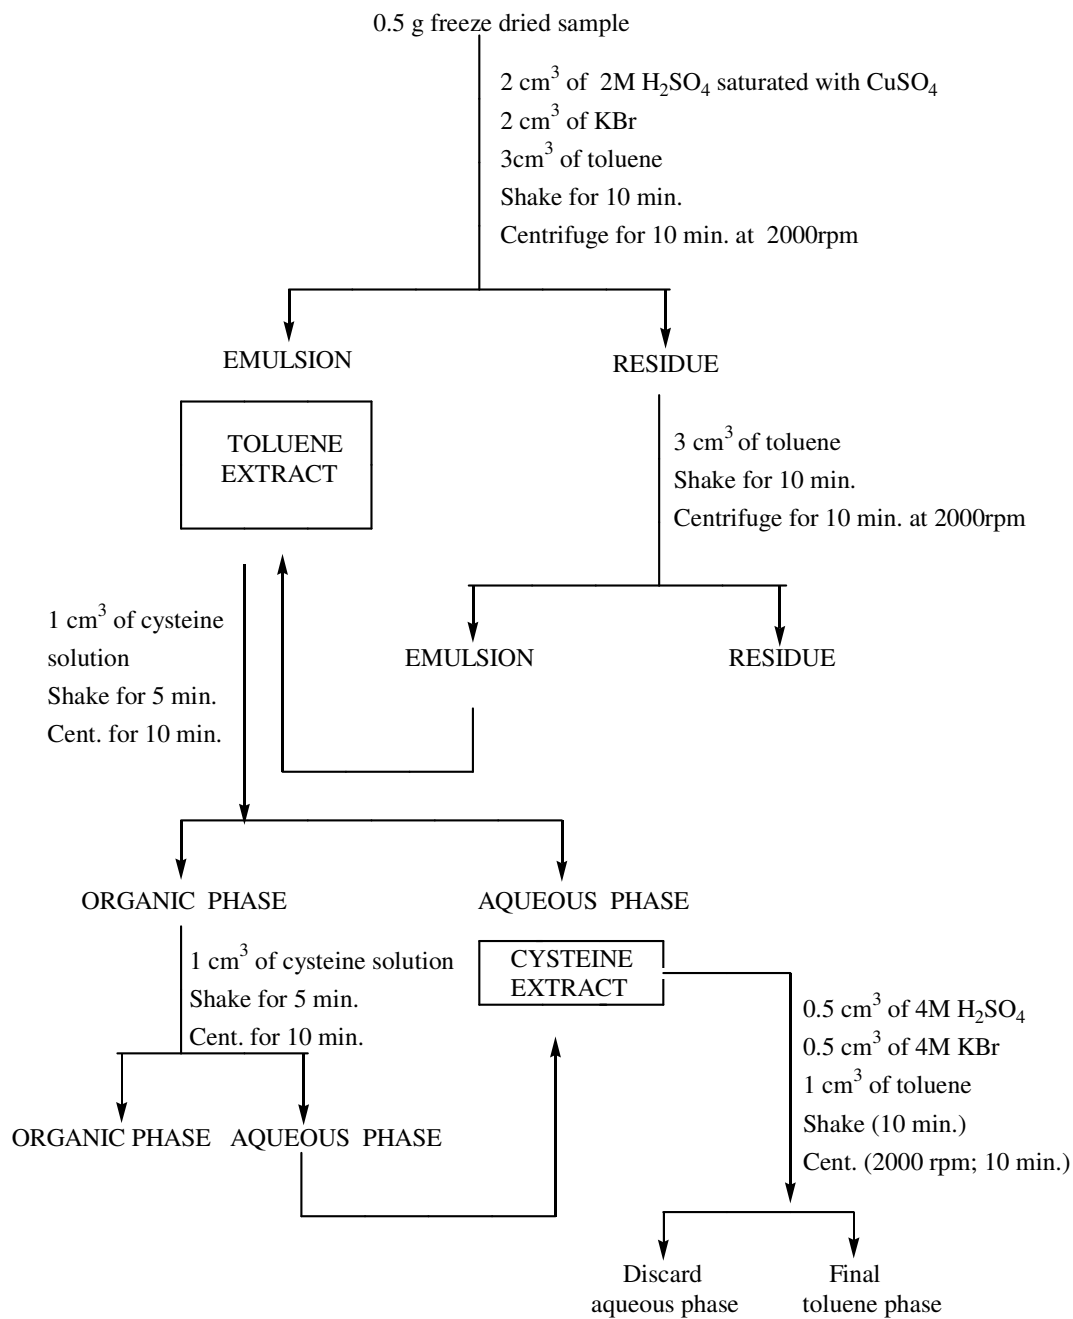 0.5 g freeze dried sample
2 cm³ of  2M H₂SO₄ saturated with CuSO₄
2 cm³ of KBr
3cm³ of toluene
Shake for 10 min.
Centrifuge for 10 min. at  2000rpm
EMULSION
RESIDUE
TOLUENE
EXTRACT
3 cm³ of toluene
Shake for 10 min.
Centrifuge for 10 min. at 2000rpm
1 cm³ of cysteine
solution
Shake for 5 min.
Cent. for 10 min.
EMULSION
RESIDUE
ORGANIC  PHASE
AQUEOUS  PHASE
1 cm³ of cysteine solution
Shake for 5 min.
Cent. for 10 min.
CYSTEINE
EXTRACT
0.5 cm³ of 4M H₂SO₄
0.5 cm³ of 4M KBr
1 cm³ of toluene
Shake (10 min.)
Cent. (2000 rpm; 10 min.)
ORGANIC PHASE
AQUEOUS  PHASE
Discard
aqueous phase
Final
toluene phase